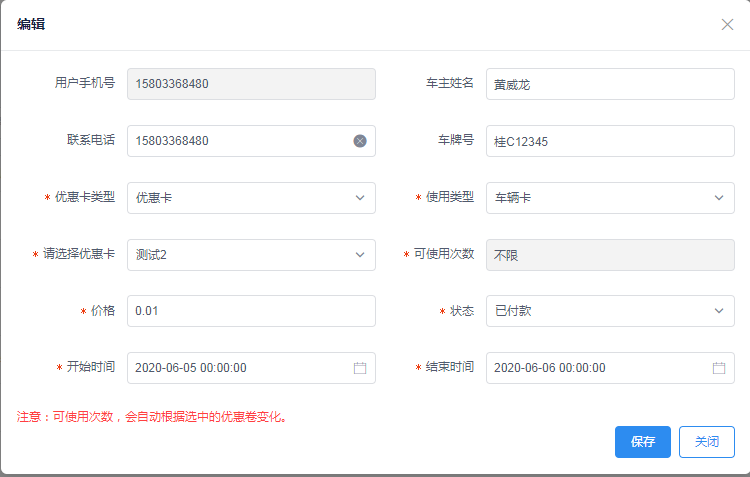 编辑
用户手机号 15803368480 车主姓名 黄威龙
联系电话 15803368480 车牌号 桂C12345
* 优惠卡类型 优惠卡 * 使用类型 车辆卡
* 请选择优惠卡 测试2 * 可使用次数 不限
* 价格 0.01 * 状态 已付款
* 开始时间 2020-06-05 00:00:00 * 结束时间 2020-06-06 00:00:00
注意：可使用次数，会自动根据选中的优惠卷变化。
保存 关闭